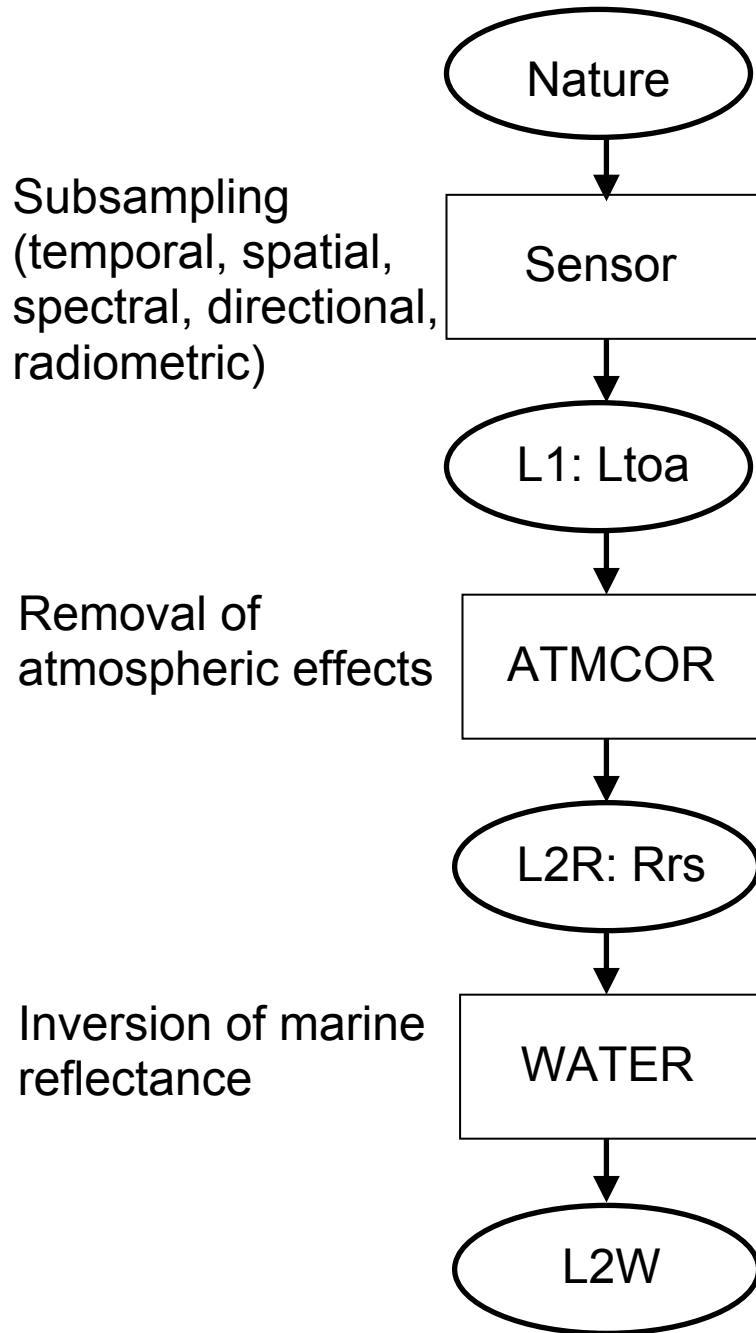 Nature
Subsampling
(temporal, spatial,
spectral, directional,
radiometric)
Sensor
L1: Ltoa
Removal of
atmospheric effects
ATMCOR
L2R: Rrs
Inversion of marine
reflectance
WATER
L2W